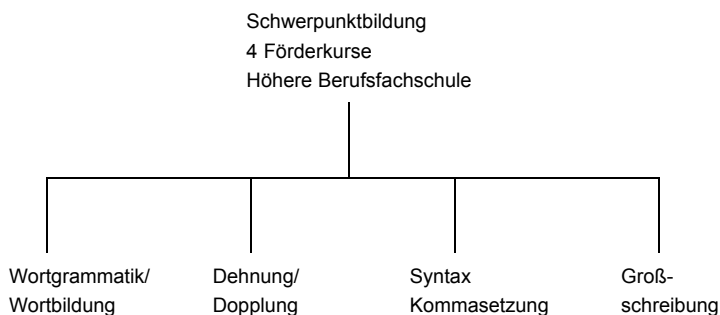 Schwerpunktbildung
4 Förderkurse
Höhere Berufsfachschule
Wortgrammatik/
Wortbildung
Dehnung/
Dopplung
Syntax
Kommasetzung
Groß-
schreibung